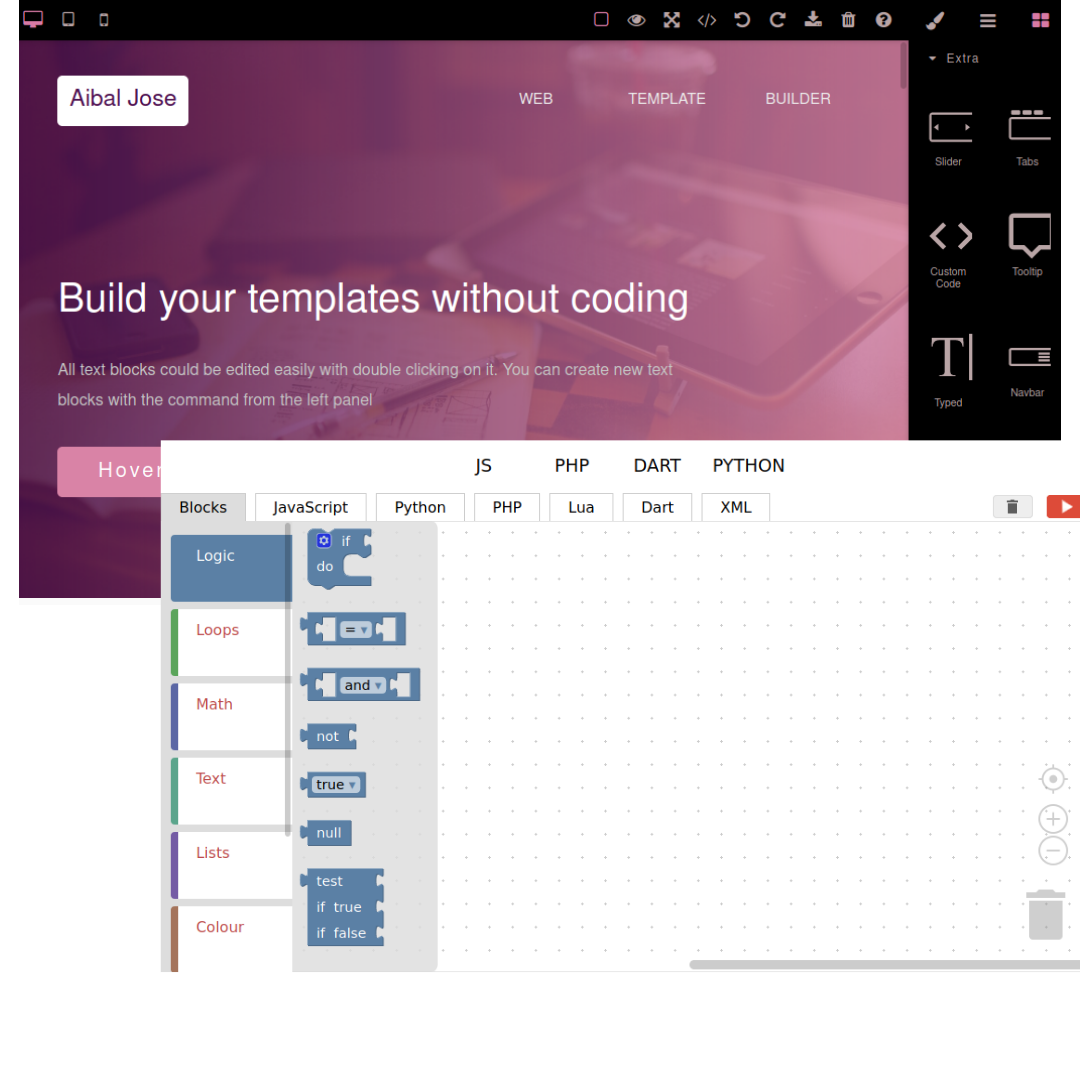 Extra
Aibal Jose
WEB TEMPLATE BUILDER
Slider Tabs
Custom Code Tooltip
Typed Navbar
Build your templates without coding
All text blocks could be edited easily with double clicking on it. You can create new text
blocks with the command from the left panel
Hover
JS PHP DART PYTHON
Blocks JavaScript Python PHP Lua Dart XML
Logic
Loops
Math
Text
Lists
Colour
if
do
=
and
not
true
null
test
if true
if false